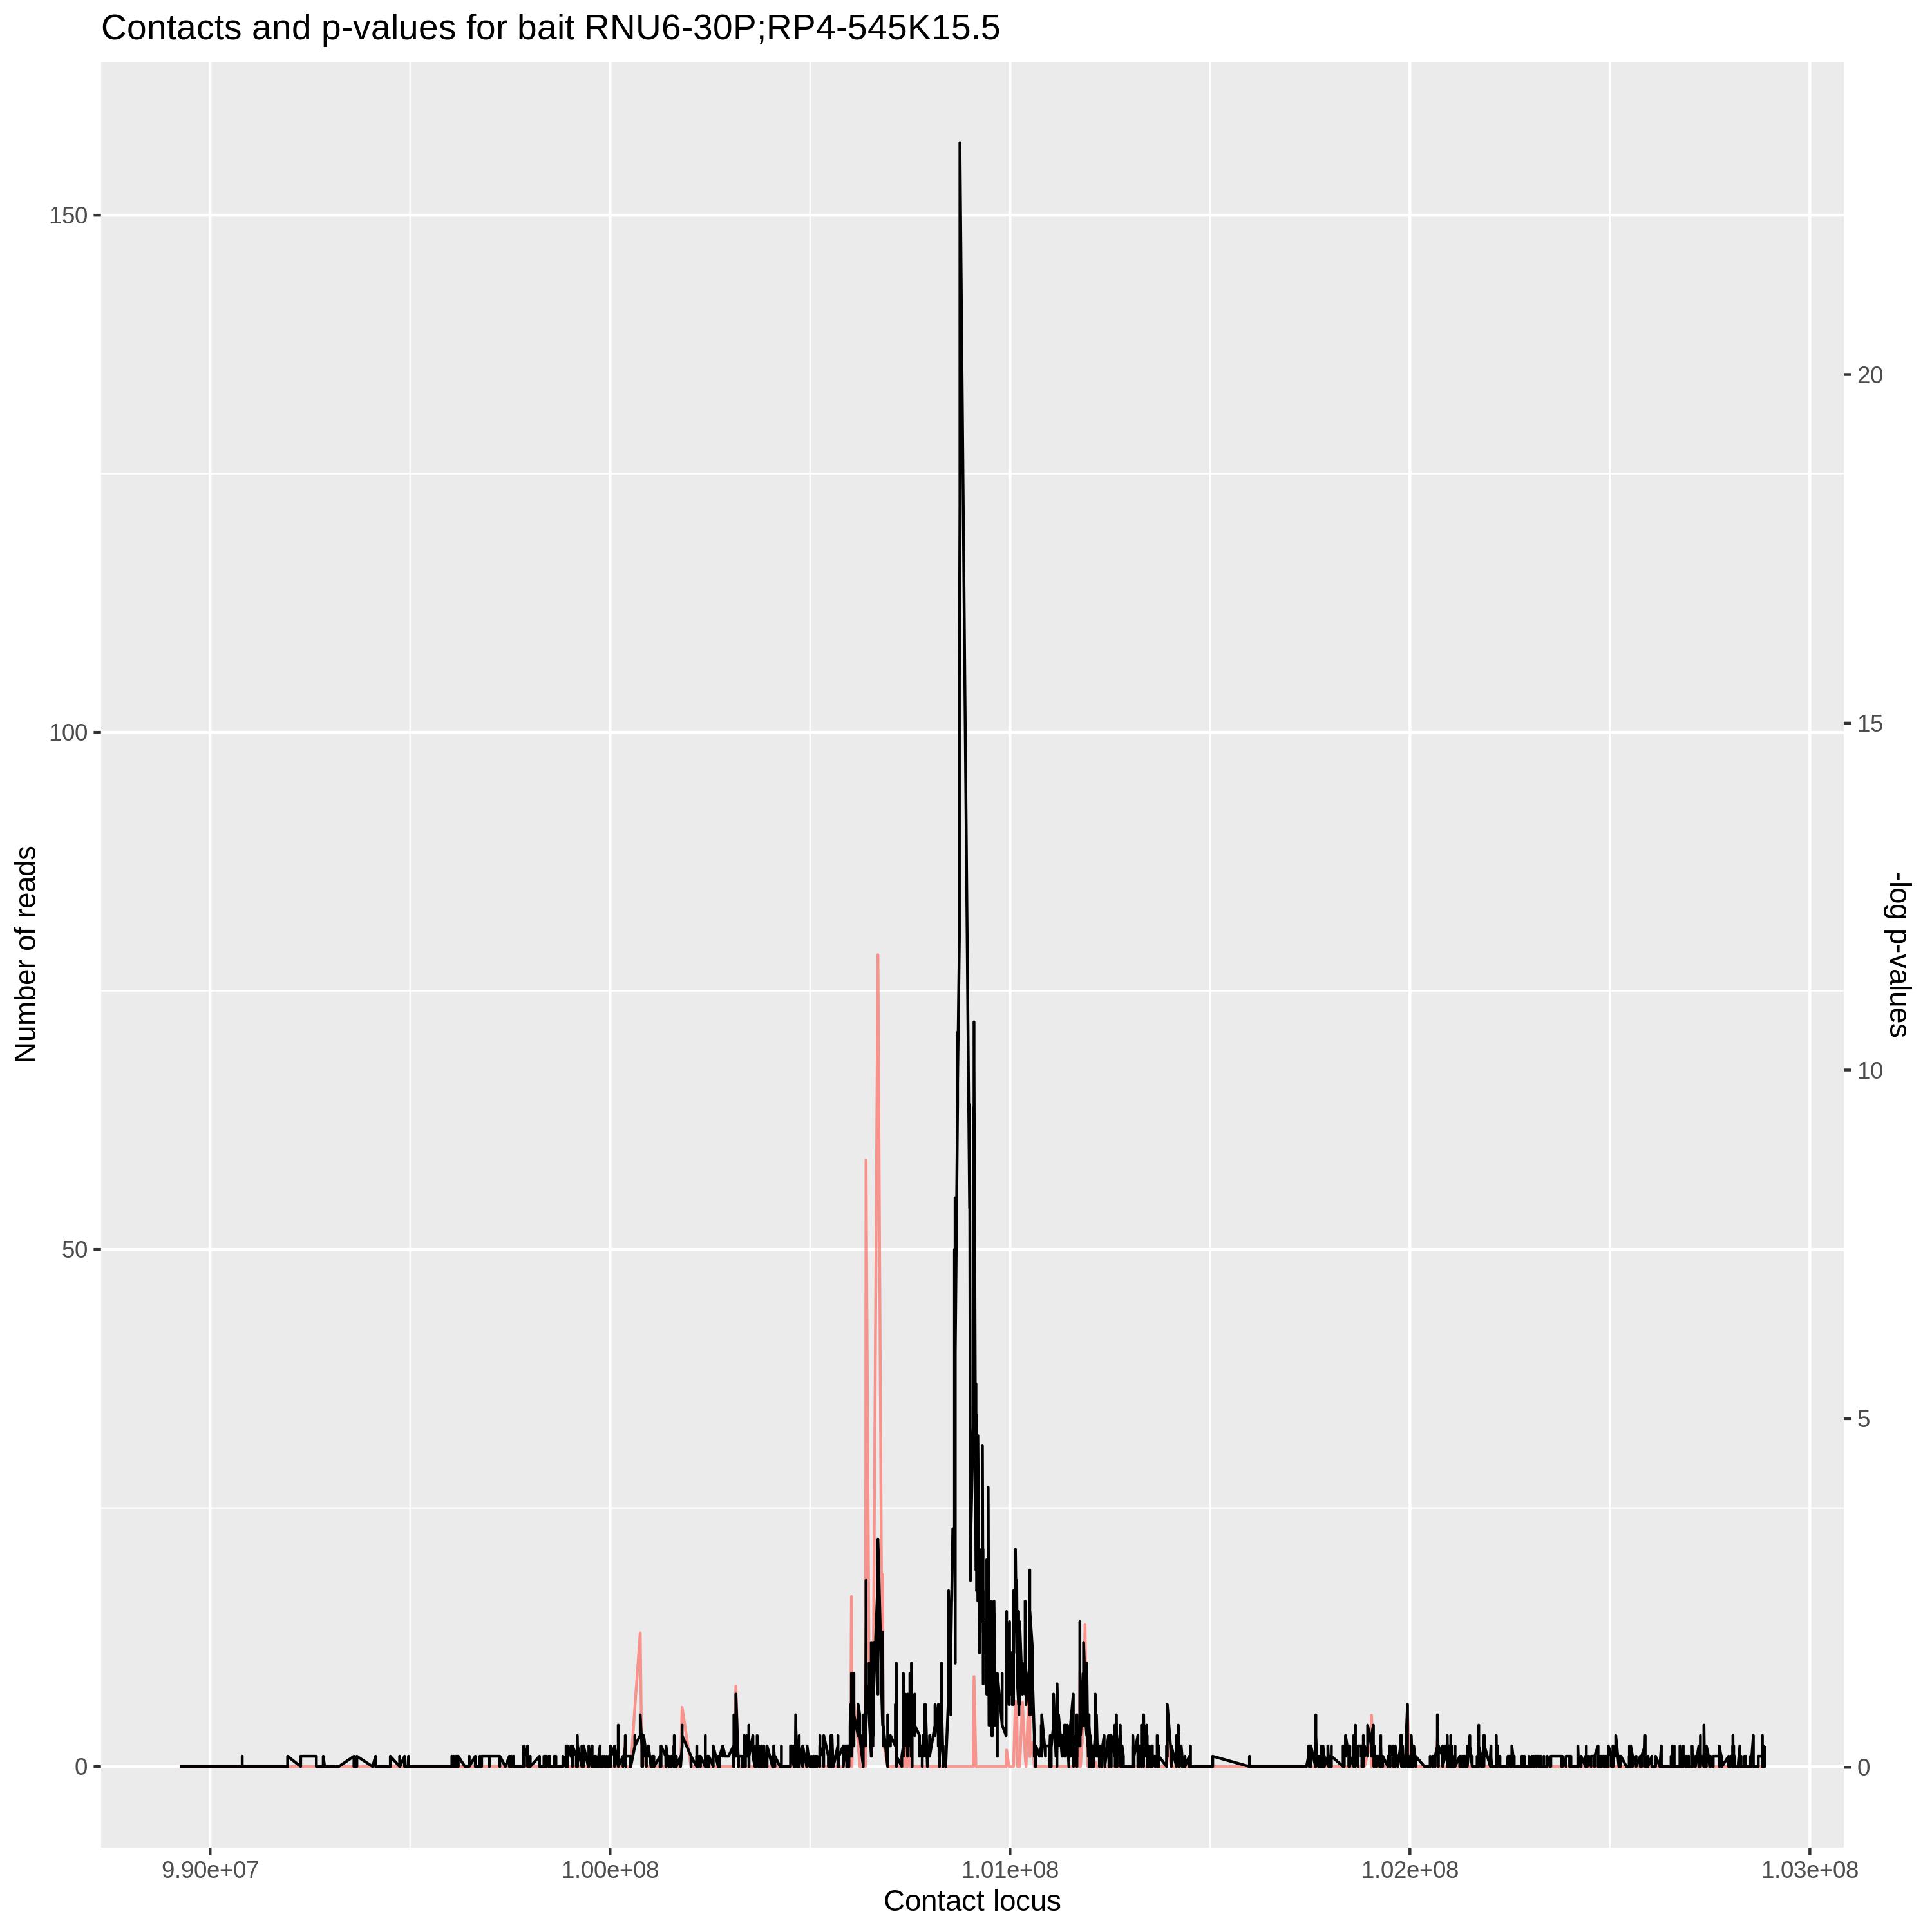 Contacts and p-values for bait RNU6-30P;RP4-545K15.5
150
100
50
0
Number of reads
20
15
10
5
0
-log p-values
9.90e+07 1.00e+08 1.01e+08 1.02e+08 1.03e+08
Contact locus